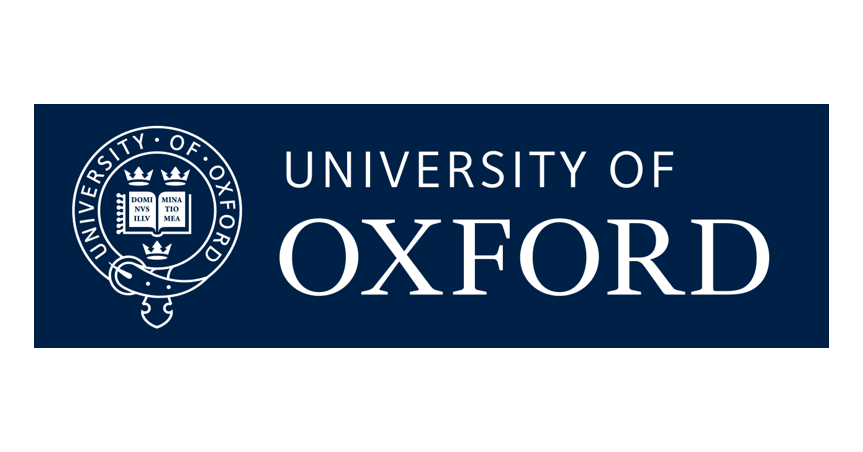 UNIVERSITY · OF · OXFORD
DOMI
NVS
ILLV
MINA
TIO
MEA
UNIVERSITY OF
OXFORD